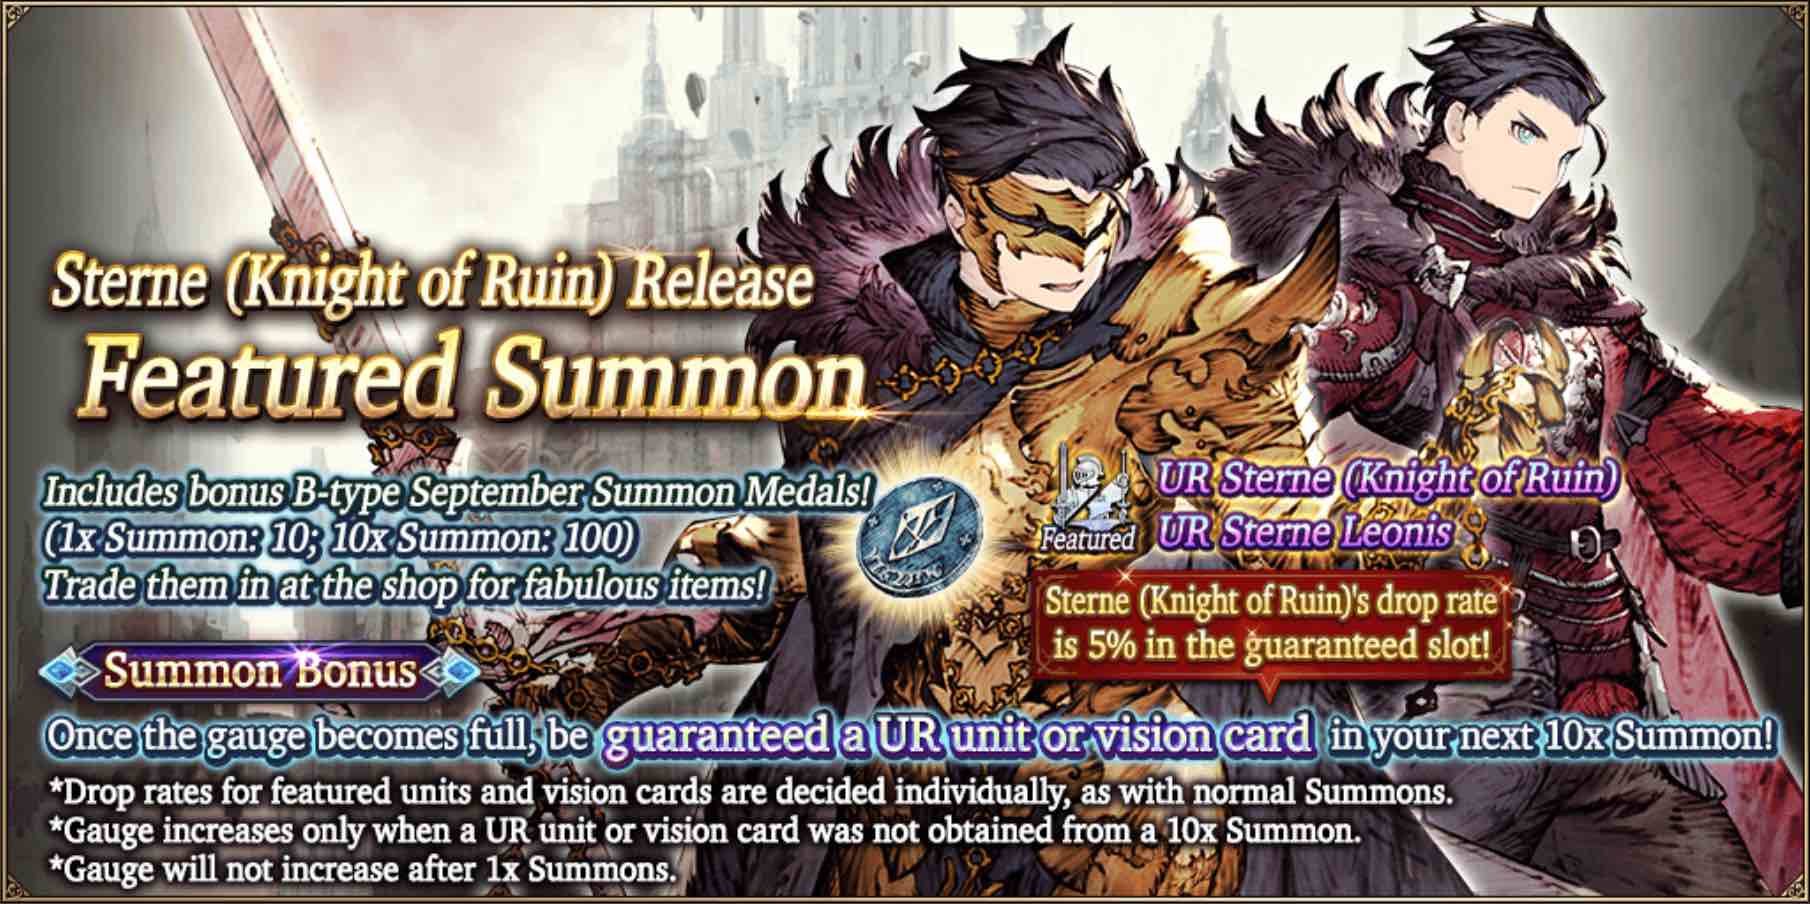 Sterne (Knight of Ruin) Release
Featured Summon
Includes bonus B-type September Summon Medals!
(1x Summon: 10; 10x Summon: 100)
Trade them in at the shop for fabulous items!
Featured
UR Sterne (Knight of Ruin)
UR Sterne Leonis
Sterne (Knight of Ruin)'s drop rate
is 5% in the guaranteed slot!
Summon Bonus
Once the gauge becomes full, be guaranteed a UR unit or vision card in your next 10x Summon!
*Drop rates for featured units and vision cards are decided individually, as with normal Summons.
*Gauge increases only when a UR unit or vision card was not obtained from a 10x Summon.
*Gauge will not increase after 1x Summons.